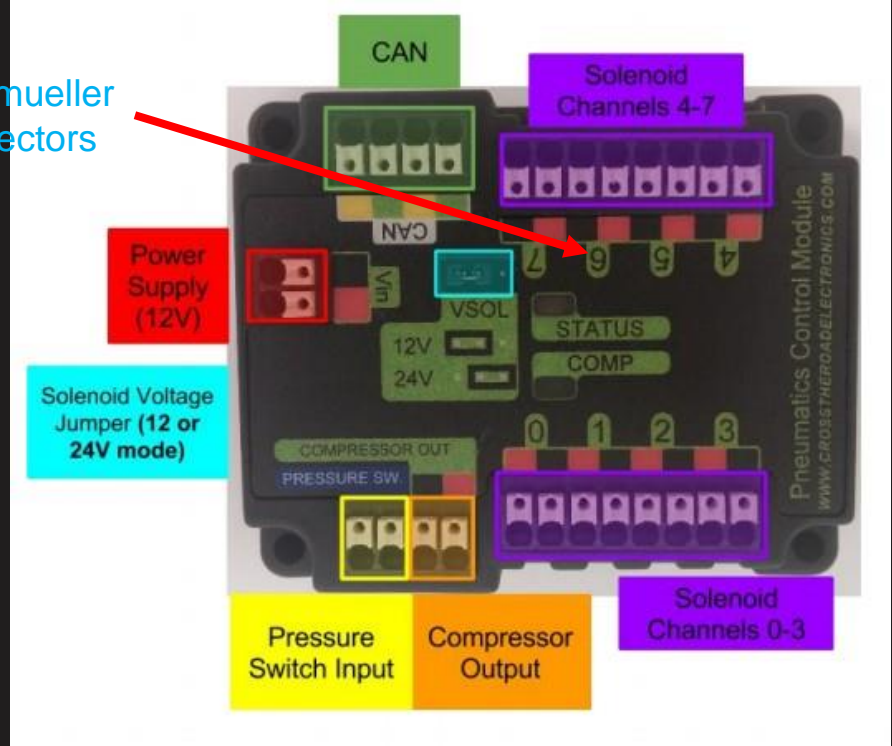 CAN
Solenoid
Channels 4-7
mueller
ectors
CAN
7 6 5 4
Power
Supply
(12V)
Vin
VSOL
12V
24V
STATUS
COMP
Pneumatics Control Module
WWW.CROSSTHEROADELECTRONICS.COM
Solenoid Voltage
Jumper (12 or
24V mode)
0 1 2 3
COMPRESSOR OUT
PRESSURE SW.
Pressure
Switch Input
Compressor
Output
Solenoid
Channels 0-3